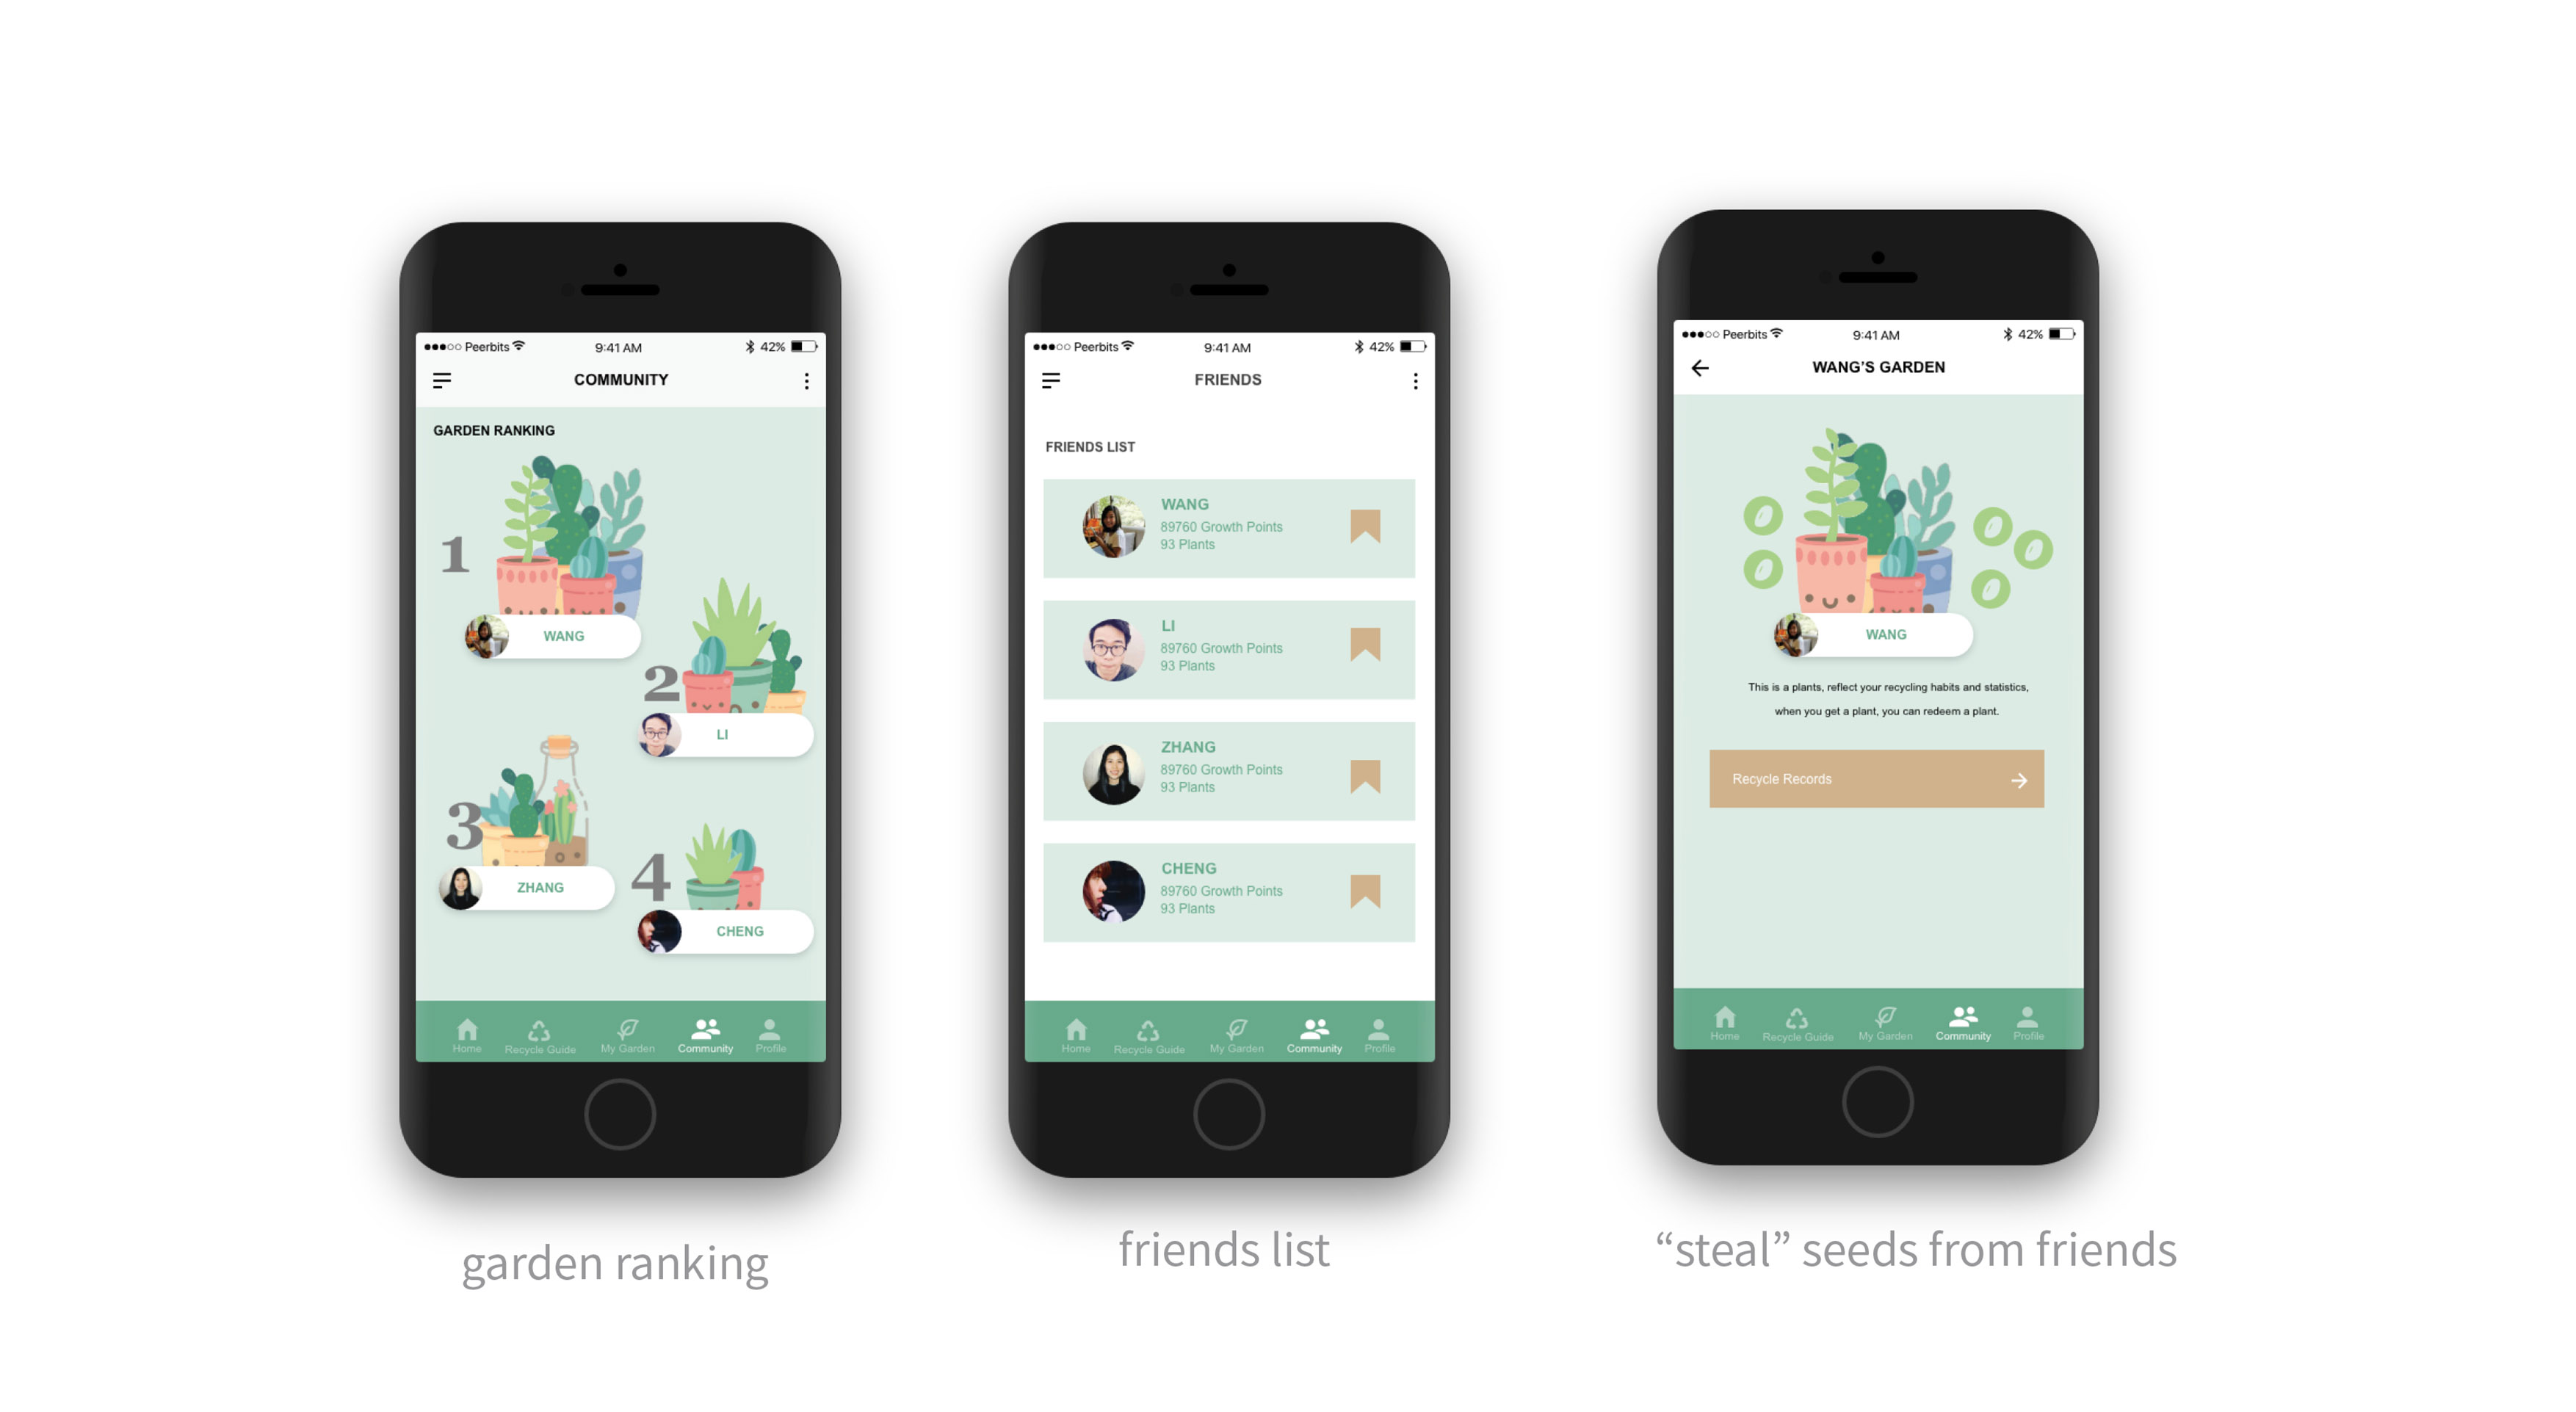 Peerbits 9:41 AM 42%
COMMUNITY
GARDEN RANKING
1
WANG
2
LI
3
ZHANG
4
CHENG
Home Recycle Guide My Garden Community Profile
garden ranking
Peerbits 9:41 AM 42%
FRIENDS
FRIENDS LIST
WANG
89760 Growth Points
93 Plants
LI
89760 Growth Points
93 Plants
ZHANG
89760 Growth Points
93 Plants
CHENG
89760 Growth Points
93 Plants
Home Recycle Guide My Garden Community Profile
friends list
Peerbits 9:41 AM 42%
WANG'S GARDEN
WANG
This is a plants, reflect your recycling habits and statistics,
when you get a plant, you can redeem a plant.
Recycle Records
Home Recycle Guide My Garden Community Profile
“steal” seeds from friends